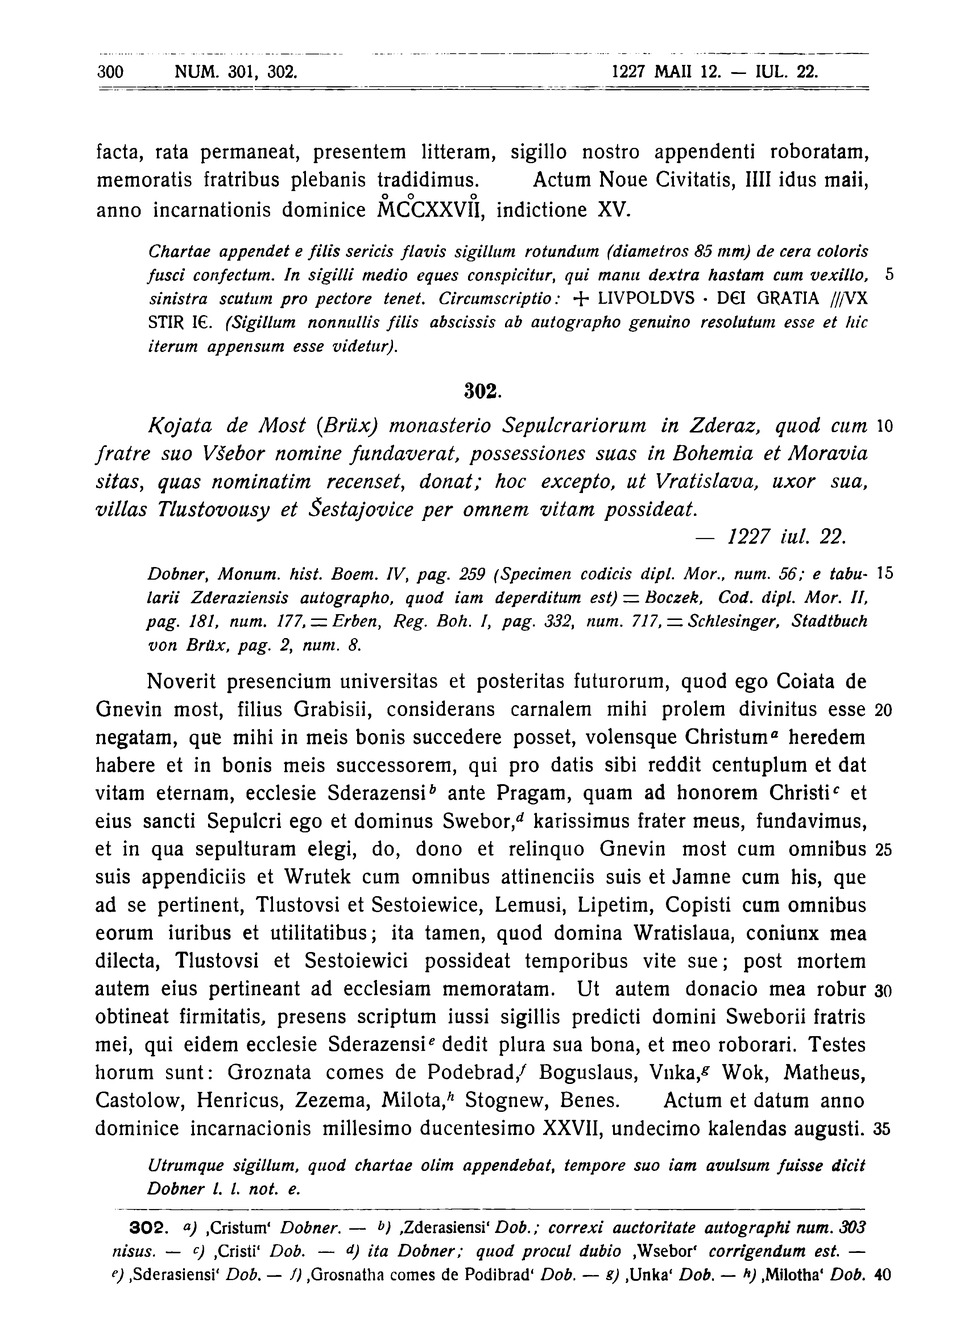 300 NUM. 301, 302. 1227 MAII 12. — IUL. 22.
facta, rata permaneat, presentem litteram, sigillo nostro appendenti roboratam,
memoratis fratribus plebanis tradidimus. Actum Noue Civitatis, IIII idus maii,
anno incarnationis dominice M̊CC̊XXVII̊, indictione XV.
Chartae appendet e filis sericis flavis sigillum rotundum (diametros 85 mm) de cera coloris
fusci confectum. In sigilli medio eques conspicitur, qui manu dextra hastam cum vexillo, 5
sinistra scutum pro pectore tenet. Circumscriptio: + LIVPOLDVS · DЄI GRATIA ///VX
STIR IЄ. (Sigillum nonnullis filis abscissis ab autographo genuino resolutum esse et hic
iterum appensum esse videtur).
302.
Kojata de Most (Brüx) monasterio Sepulcrariorum in Zderaz, quod cum 10
fratre suo Všebor nomine fundaverat, possessiones suas in Bohemia et Moravia
sitas, quas nominatim recenset, donat; hoc excepto, ut Vratislava, uxor sua,
villas Tlustovousy et Šestajovice per omnem vitam possideat.
— 1227 iul. 22.
Dobner, Monum. hist. Boem. IV, pag. 259 (Specimen codicis dipl. Mor., num. 56; e tabu- 15
larii Zderaziensis autographo, quod iam deperditum est) = Boczek, Cod. dipl. Mor. II,
pag. 181, num. 177, = Erben, Reg. Boh. I, pag. 332, num. 717, = Schlesinger, Stadtbuch
von Brüx, pag. 2, num. 8.
Noverit presencium universitas et posteritas futurorum, quod ego Coiata de
Gnevin most, filius Grabisii, considerans carnalem mihi prolem divinitus esse 20
negatam, que mihi in meis bonis succedere posset, volensque Christum a heredem
habere et in bonis meis successorem, qui pro datis sibi reddit centuplum et dat
vitam eternam, ecclesie Sderazensi b ante Pragam, quam ad honorem Christi c et
eius sancti Sepulcri ego et dominus Swebor, d karissimus frater meus, fundavimus,
et in qua sepulturam elegi, do, dono et relinquo Gnevin most cum omnibus 25
suis appendiciis et Wrutek cum omnibus attinenciis suis et Jamne cum his, que
ad se pertinent, Tlustovsi et Sestoiewice, Lemusi, Lipetim, Copisti cum omnibus
eorum iuribus et utilitatibus; ita tamen, quod domina Wratislaua, coniunx mea
dilecta, Tlustovsi et Sestoiewici possideat temporibus vite sue; post mortem
autem eius pertineant ad ecclesiam memoratam. Ut autem donacio mea robur 30
obtineat firmitatis, presens scriptum iussi sigillis predicti domini Sweborii fratris
mei, qui eidem ecclesie Sderazensi e dedit plura sua bona, et meo roborari. Testes
horum sunt: Groznata comes de Podebrad, f Boguslaus, Vnka, g Wok, Matheus,
Castolow, Henricus, Zezema, Milota, h Stognew, Benes. Actum et datum anno
dominice incarnacionis millesimo ducentesimo XXVII, undecimo kalendas augusti. 35
Utrumque sigillum, quod chartae olim appendebat, tempore suo iam avulsum fuisse dicit
Dobner l. l. not. e.
302. a) ‚Cristum‘ Dobner. — b) ‚Zderasiensi‘ Dob.; correxi auctoritate autographi num. 303
nisus. — c) ‚Cristi‘ Dob. — d) ita Dobner; quod procul dubio ‚Wsebor‘ corrigendum est. —
e) ‚Sderasiensi‘ Dob. — f) ‚Grosnatha comes de Podibrad‘ Dob. — g) ‚Unka‘ Dob. — h) ‚Milotha‘ Dob. 40